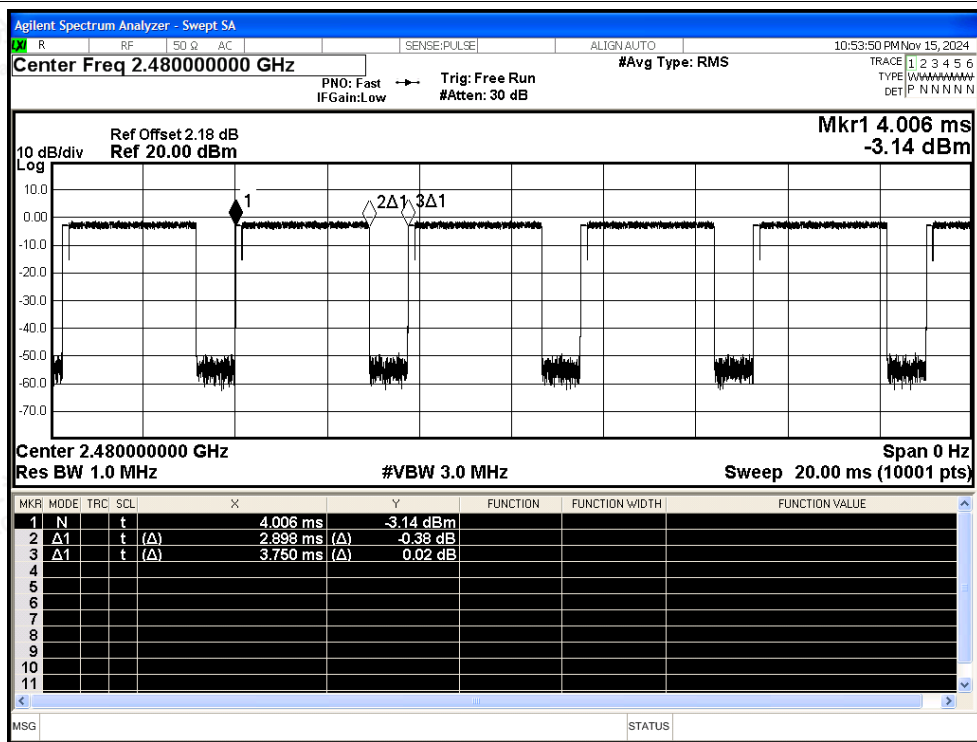 Agilent Spectrum Analyzer - Swept SA
LXI R RF 50 Ω AC SENSE:PULSE ALIGN AUTO 10:53:50 PM Nov 15, 2024
Center Freq 2.480000000 GHz
PNO: Fast
IFGain:Low
Trig: Free Run
#Atten: 30 dB
#Avg Type: RMS
TRACE 1 2 3 4 5 6
TYPE
DET P N N N N N
Mkr1 4.006 ms
-3.14 dBm
10 dB/div
Log
Ref Offset 2.18 dB
Ref 20.00 dBm
10.0
0.00
-10.0
-20.0
-30.0
-40.0
-50.0
-60.0
-70.0
1
2Δ1
3Δ1
Center 2.480000000 GHz
Span 0 Hz
Res BW 1.0 MHz
#VBW 3.0 MHz
Sweep 20.00 ms (10001 pts)
MKR MODE TRC SCL X Y FUNCTION FUNCTION WIDTH FUNCTION VALUE
1 N t 4.006 ms -3.14 dBm
2 Δ1 t (Δ) 2.898 ms (Δ) -0.38 dB
3 Δ1 t (Δ) 3.750 ms (Δ) 0.02 dB
4
5
6
7
8
9
10
11
MSG
STATUS